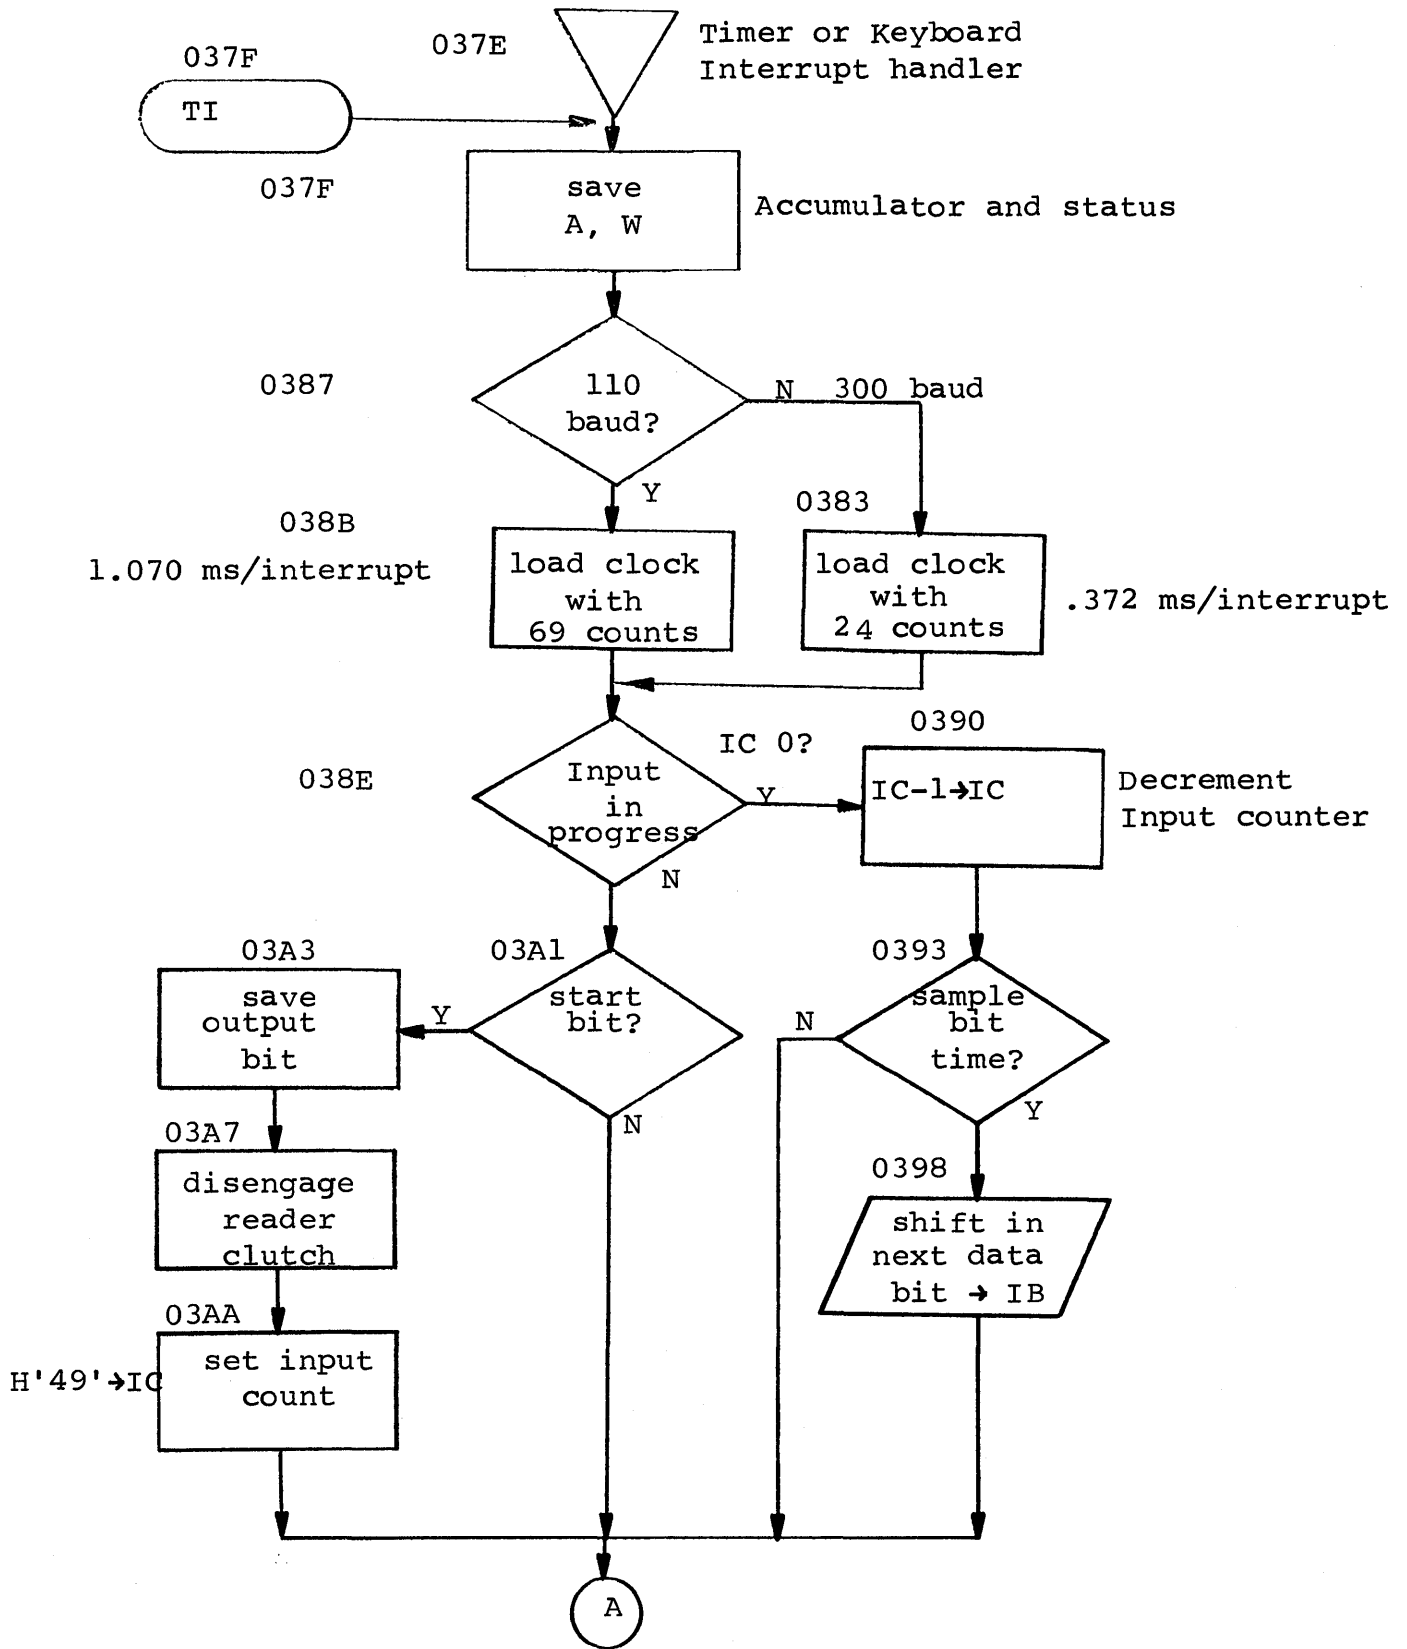 037E
Timer or Keyboard
Interrupt handler
037F
TI
037F
save
A, W
Accumulator and status
0387
110
baud?
N 300 baud
Y
0383
038B
1.070 ms/interrupt
load clock
with
69 counts
load clock
with
24 counts
.372 ms/interrupt
0390
IC 0?
038E
Input
in
progress
Y
N
IC-1→IC
Decrement
Input counter
03A3
save
output
bit
Y
03A1
start
bit?
N
0393
sample
bit
time?
N
Y
03A7
disengage
reader
clutch
0398
shift in
next data
bit → IB
03AA
H'49'→IC
set input
count
A